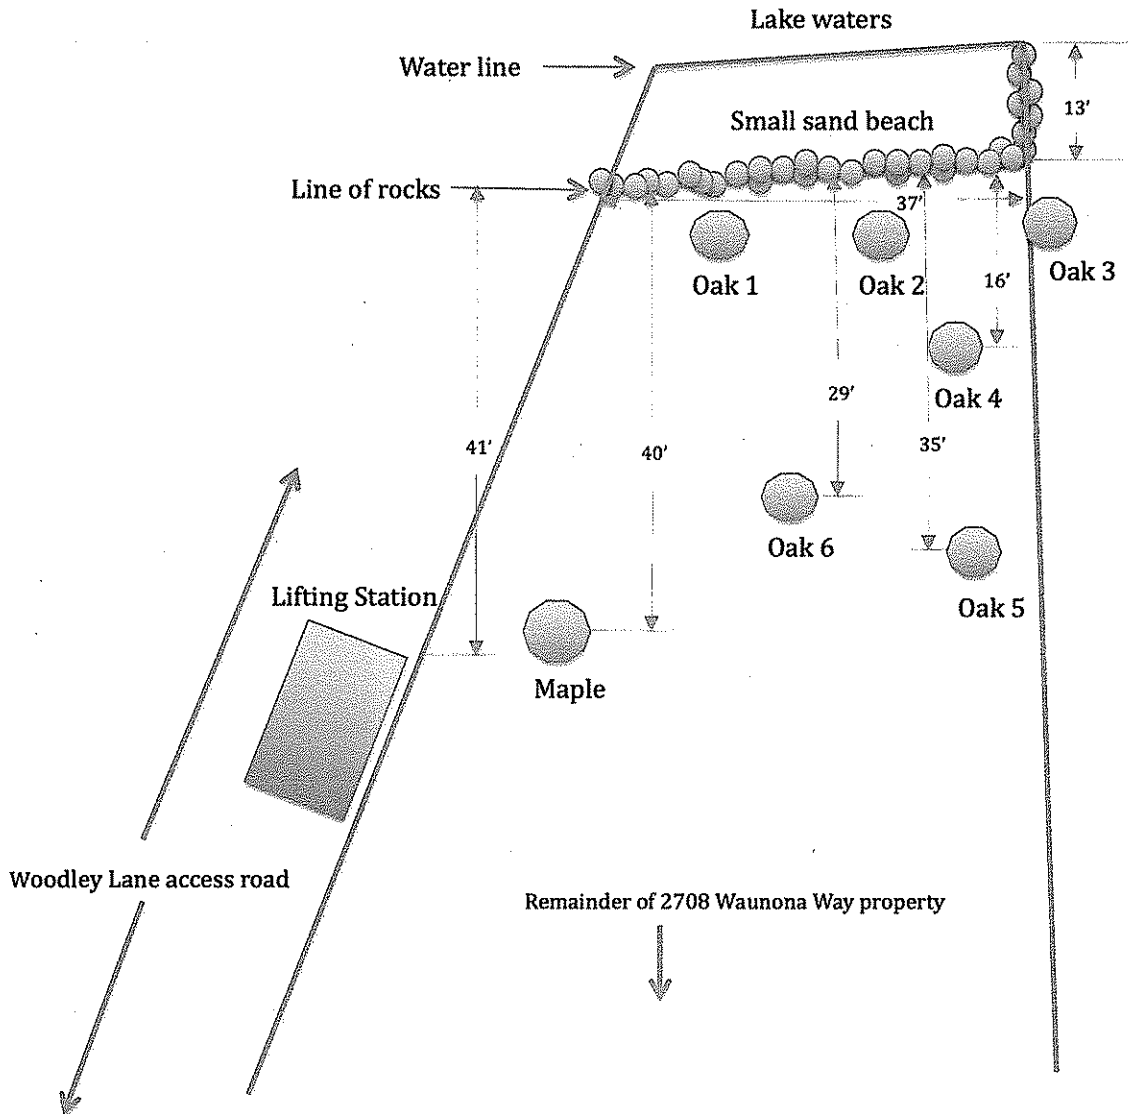 Lake waters
Water line
13'
Small sand beach
Line of rocks
37'
Oak 1
Oak 2
Oak 3
16'
Oak 4
29'
41'
40'
35'
Oak 6
Oak 5
Lifting Station
Maple
Woodley Lane access road
Remainder of 2708 Waunona Way property